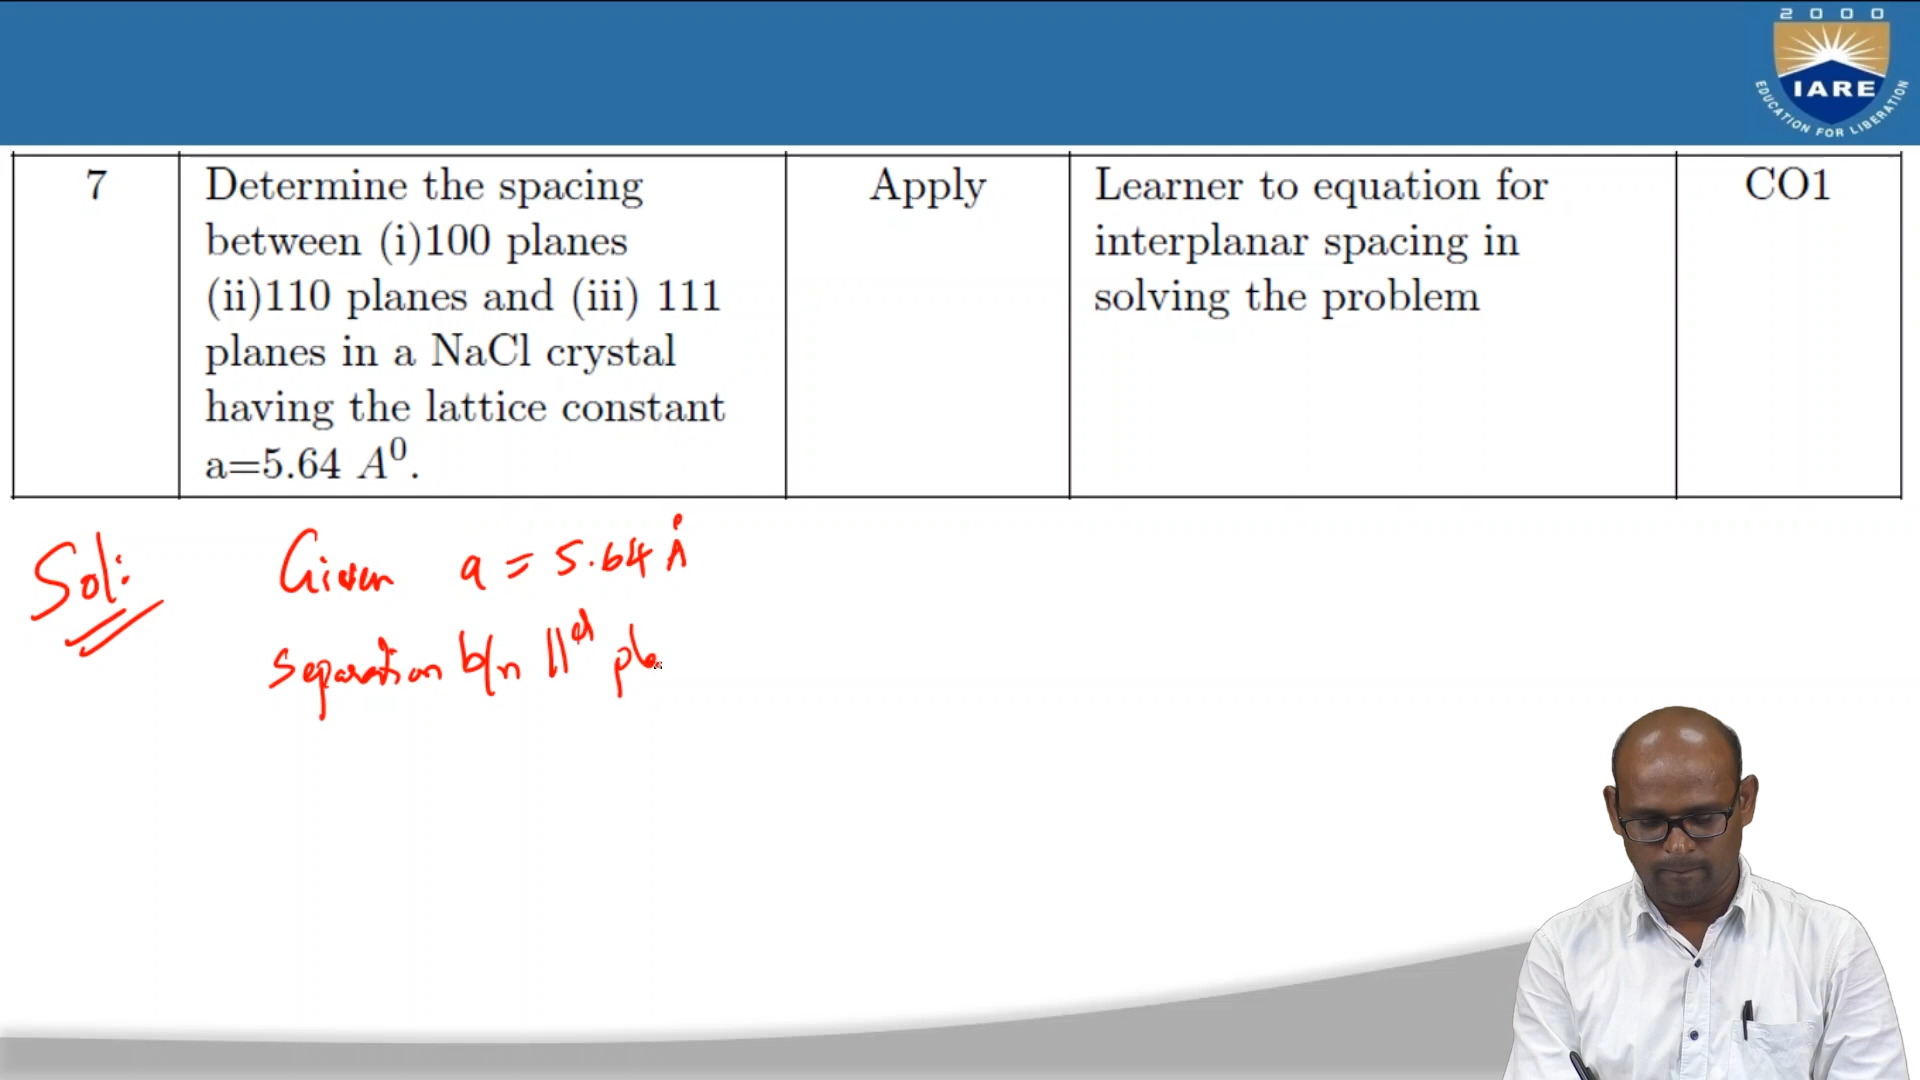 2000
IARE
EDUCATION FOR LIBERATION
7
Determine the spacing
between (i)100 planes
(ii)110 planes and (iii) 111
planes in a NaCl crystal
having the lattice constant
a=5.64 A⁰.
Apply
Learner to equation for
interplanar spacing in
solving the problem
CO1
Sol:
Given a = 5.64 Å
Separation b/n ||el pla